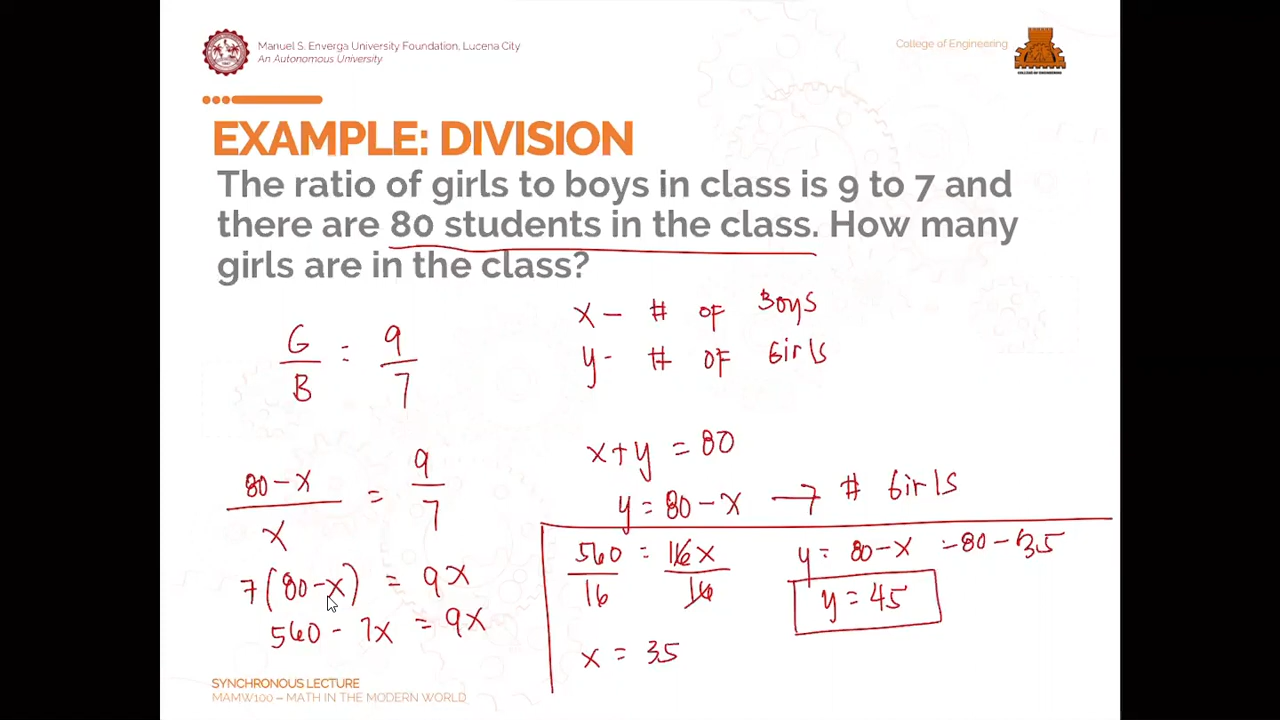 Manuel S. Enverga University Foundation, Lucena City
An Autonomous University
College of Engineering
COLLEGE OF ENGINEERING
EXAMPLE: DIVISION
The ratio of girls to boys in class is 9 to 7 and
there are 80 students in the class. How many
girls are in the class?
G/B = 9/7
x - # of Boys
y - # of Girls
x + y = 80
y = 80 - x → # Girls
80 - x / x = 9/7
7(80 - x) = 9x
560 - 7x = 9x
560/16 = 16x/16
x = 35
y = 80 - x = 80 - 35
y = 45
SYNCHRONOUS LECTURE
MAMW100 – MATH IN THE MODERN WORLD